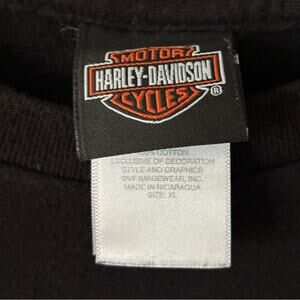 MOTOR
HARLEY-DAVIDSON
CYCLES
®
100% COTTON
EXCLUSIVE OF DECORATION
STYLE AND GRAPHICS
©VF IMAGEWEAR, INC.
MADE IN NICARAGUA
SIZE: XL